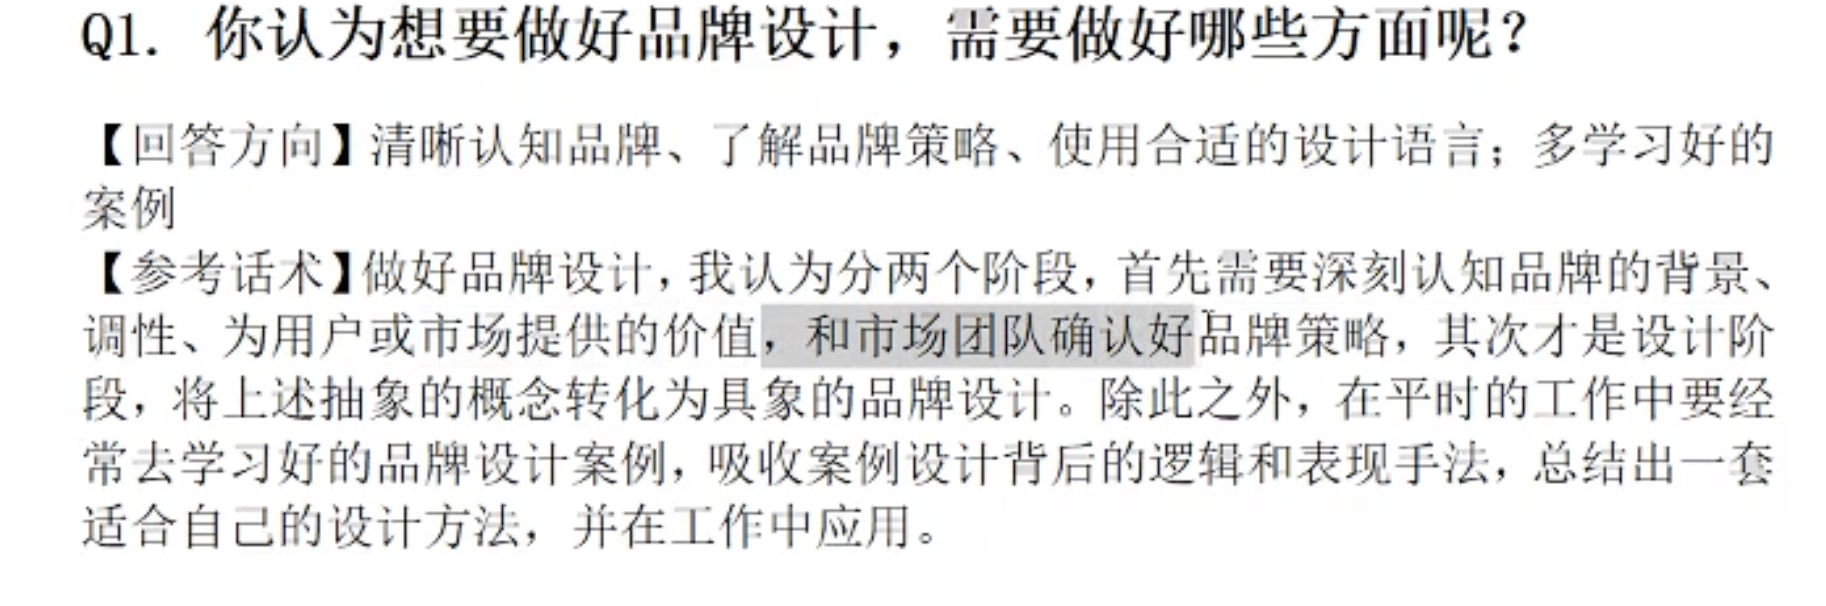 Q1. 你认为想要做好品牌设计，需要做好哪些方面呢？
【回答方向】清晰认知品牌、了解品牌策略、使用合适的设计语言；多学习好的
案例
【参考话术】做好品牌设计，我认为分两个阶段，首先需要深刻认知品牌的背景、
调性、为用户或市场提供的价值，和市场团队确认好品牌策略，其次才是设计阶
段，将上述抽象的概念转化为具象的品牌设计。除此之外，在平时的工作中要经
常去学习好的品牌设计案例，吸收案例设计背后的逻辑和表现手法，总结出一套
适合自己的设计方法，并在工作中应用。